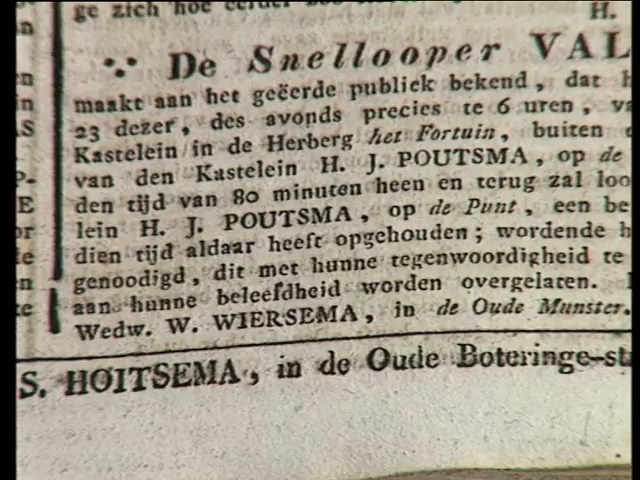 ge zich hoe eerder
H.
De Snellooper VAL
maakt aan het geëerde publiek bekend, dat h
23 dezer, des avonds precies te 6 uren, v
Kastelein in de Herberg het Fortuin, buiten
van den Kastelein H. J. POUTSMA, op de
den tijd van 80 minuten heen en terug zal loo
lein H. J. POUTSMA, op de Punt, een be
dien tijd aldaar heeft opgehouden; wordende h
genoodigd, dit met hunne tegenwoordigheid te
aan hunne beleefdheid worden overgelaten.
Wedw. W. WIERSEMA, in de Oude Munster.
S. HOITSEMA, in de Oude Boteringe-st